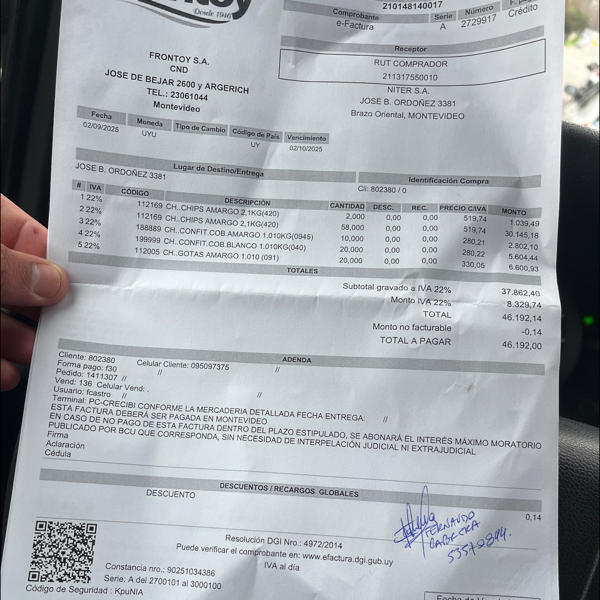 Desde 1946
210148140017
Comprobante Serie Número
e-Factura A 2729917 Crédito
Receptor
RUT COMPRADOR
211317550010
NITER S.A.
JOSE B. ORDOÑEZ 3381
Brazo Oriental, MONTEVIDEO
FRONTOY S.A.
CND
JOSE DE BEJAR 2600 y ARGERICH
TEL.: 23061044
Montevideo
Fecha Moneda Tipo de Cambio Código de País Vencimiento
02/09/2025 UYU UY 02/10/2025
Lugar de Destino/Entrega Identificación Compra
JOSE B. ORDOÑEZ 3381 Cli: 802380 / 0
# IVA CÓDIGO DESCRIPCIÓN CANTIDAD DESC. REC. PRECIO C/IVA MONTO
1 22% 112169 CH..CHIPS AMARGO 2,1KG(420) 2,000 0,00 0,00 519,74 1.039,49
2 22% 112169 CH..CHIPS AMARGO 2,1KG(420) 58,000 0,00 0,00 519,74 30.145,18
3 22% 188889 CH..CONFIT.COB.AMARGO 1.010KG(0945) 10,000 0,00 0,00 280,21 2.802,10
4 22% 199999 CH..CONFIT.COB.BLANCO 1.010KG(040) 20,000 0,00 0,00 280,22 5.604,44
5 22% 112005 CH..GOTAS AMARGO 1.010 (091) 20,000 0,00 0,00 330,05 6.600,93
TOTALES
Subtotal gravado a IVA 22% 37.862,40
Monto IVA 22% 8.329,74
TOTAL 46.192,14
Monto no facturable -0,14
TOTAL A PAGAR 46.192,00
ADENDA
Cliente: 802380 Celular Cliente: 095097375 //
Forma pago: f30 //
Pedido: 1411307 //
Vend: 136 Celular Vend: .
Usuario: fcastro // //
Terminal: PC-CRECIBI CONFORME LA MERCADERIA DETALLADA FECHA ENTREGA: //
ESTA FACTURA DEBERÁ SER PAGADA EN MONTEVIDEO
EN CASO DE NO PAGO DE ESTA FACTURA DENTRO DEL PLAZO ESTIPULADO, SE ABONARÁ EL INTERÉS MÁXIMO MORATORIO
PUBLICADO POR BCU QUE CORRESPONDA, SIN NECESIDAD DE INTERPELACIÓN JUDICIAL NI EXTRAJUDICIAL
Firma
Aclaración
Cédula
DESCUENTOS / RECARGOS GLOBALES
DESCUENTO 0,14
FERNANDO
CABRERA
Resolución DGI Nro.: 4972/2014
Puede verificar el comprobante en: www.efactura.dgi.gub.uy
IVA al día
Constancia nro.: 90251034386
Serie: A del 2700101 al 3000100
Código de Seguridad : KpuNIA